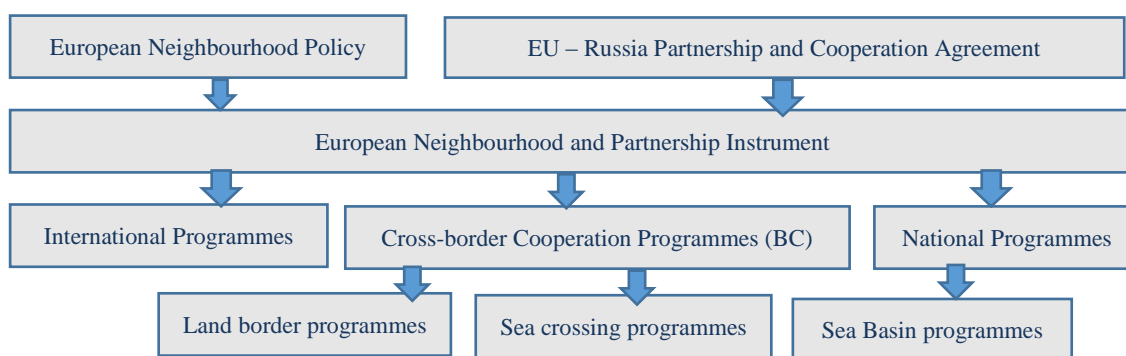 European Neighbourhood Policy
EU – Russia Partnership and Cooperation Agreement
European Neighbourhood and Partnership Instrument
International Programmes
Cross-border Cooperation Programmes (BC)
National Programmes
Land border programmes
Sea crossing programmes
Sea Basin programmes